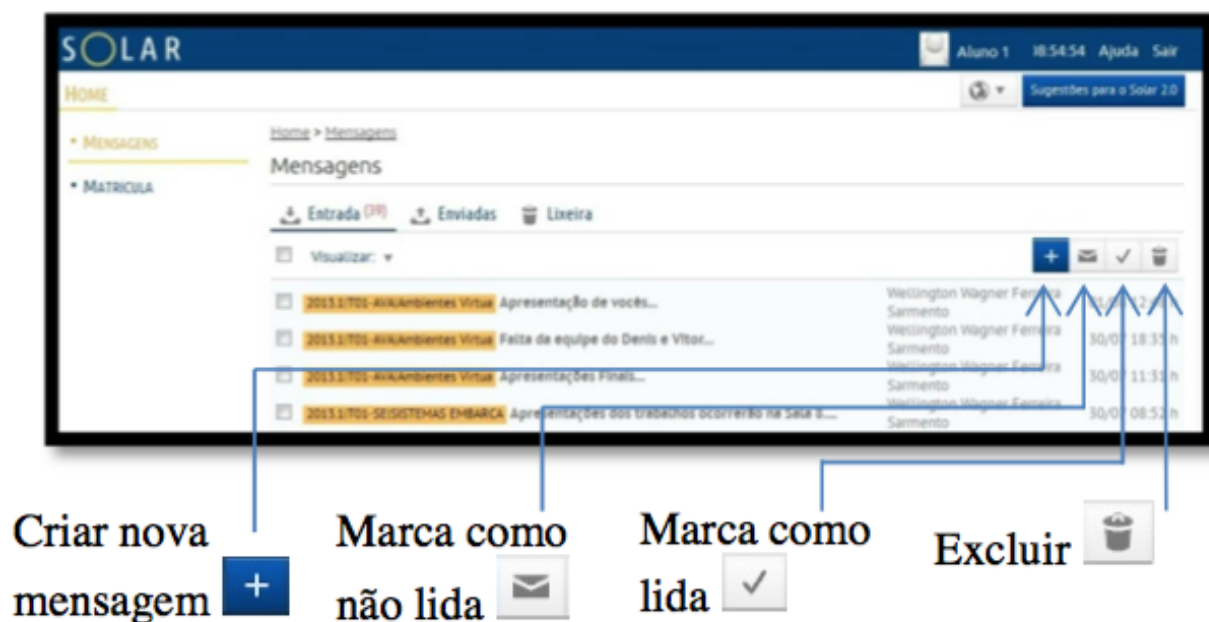 SOLAR
Aluno 1 18:54:54 Ajuda Sair
HOME
Sugestões para o Solar 2.0
MENSAGENS
MATRICULA
Home > Mensagens
Mensagens
Entrada (39) Enviadas Lixeira
Visualizar:
2013.1:T01-AVA:Ambientes Virtua Apresentação de vocês...
Wellington Wagner Ferreira Sarmento
2013.1:T01-AVA:Ambientes Virtua Falta da equipe do Denis e Vitor...
Wellington Wagner Ferreira Sarmento
30/07 18:35 h
2013.1:T01-AVA:Ambientes Virtua Apresentações Finais...
Wellington Wagner Ferreira Sarmento
30/07 11:31 h
2013.1:T01-SE:SISTEMAS EMBARCA Apresentações dos trabalhos ocorrerão na Sala 8....
Wellington Wagner Ferreira Sarmento
30/07 08:52 h
Criar nova
mensagem
Marca como
não lida
Marca como
lida
Excluir